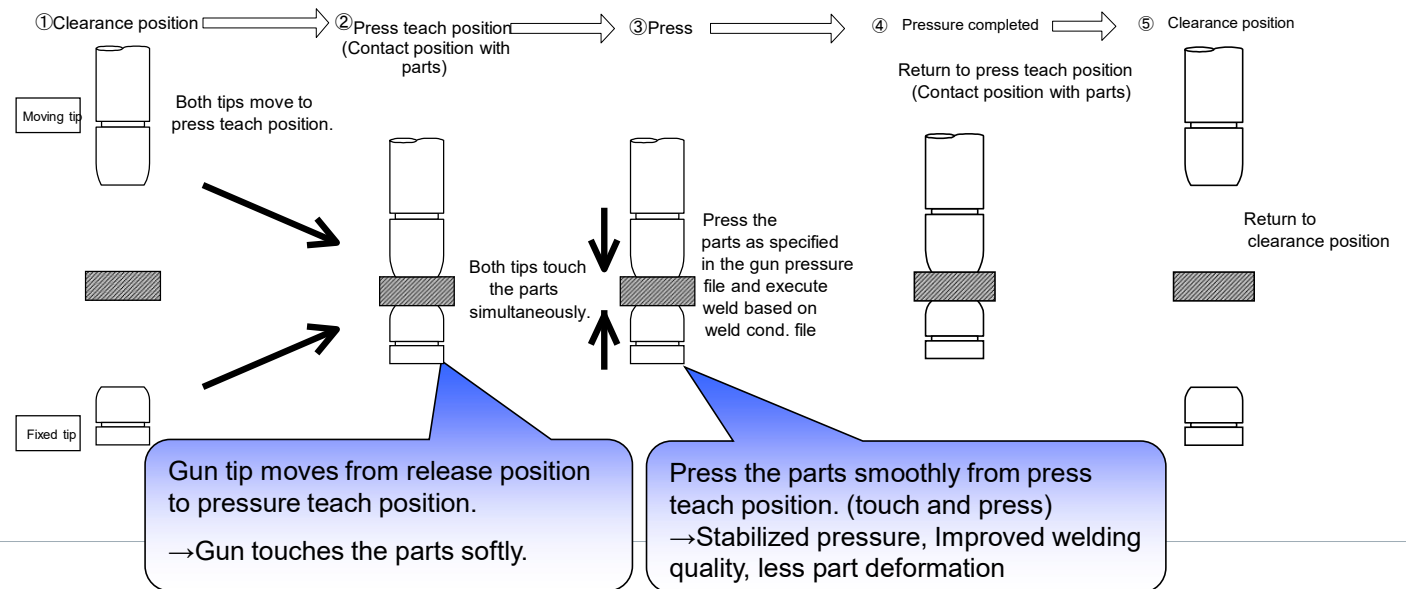 ①Clearance position
②Press teach position
(Contact position with
parts)
③Press
④ Pressure completed
⑤ Clearance position
Return to press teach position
(Contact position with parts)
Moving tip
Both tips move to
press teach position.
Both tips touch
the parts
simultaneously.
Press the
parts as specified
in the gun pressure
file and execute
weld based on
weld cond. file
Return to
clearance position
Fixed tip
Gun tip moves from release position
to pressure teach position.
→Gun touches the parts softly.
Press the parts smoothly from press
teach position. (touch and press)
→Stabilized pressure, Improved welding
quality, less part deformation